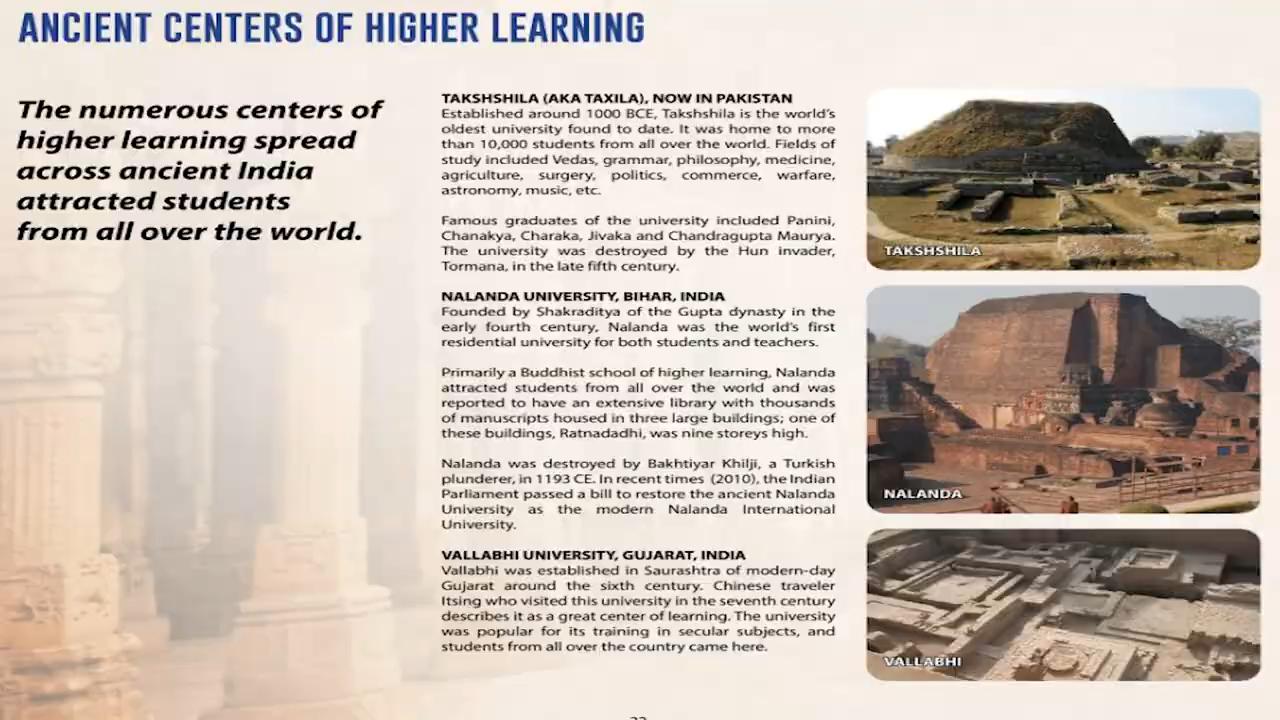 ANCIENT CENTERS OF HIGHER LEARNING
The numerous centers of
higher learning spread
across ancient India
attracted students
from all over the world.
TAKSHSHILA (AKA TAXILA), NOW IN PAKISTAN
Established around 1000 BCE, Takshshila is the world's
oldest university found to date. It was home to more
than 10,000 students from all over the world. Fields of
study included Vedas, grammar, philosophy, medicine,
agriculture, surgery, politics, commerce, warfare,
astronomy, music, etc.
Famous graduates of the university included Panini,
Chanakya, Charaka, Jivaka and Chandragupta Maurya.
The university was destroyed by the Hun invader,
Tormana, in the late fifth century.
NALANDA UNIVERSITY, BIHAR, INDIA
Founded by Shakraditya of the Gupta dynasty in the
early fourth century, Nalanda was the world's first
residential university for both students and teachers.
Primarily a Buddhist school of higher learning, Nalanda
attracted students from all over the world and was
reported to have an extensive library with thousands
of manuscripts housed in three large buildings; one of
these buildings, Ratnadadhi, was nine storeys high.
Nalanda was destroyed by Bakhtiyar Khilji, a Turkish
plunderer, in 1193 CE. In recent times (2010), the Indian
Parliament passed a bill to restore the ancient Nalanda
University as the modern Nalanda International
University.
VALLABHI UNIVERSITY, GUJARAT, INDIA
Vallabhi was established in Saurashtra of modern-day
Gujarat around the sixth century. Chinese traveler
Itsing who visited this university in the seventh century
describes it as a great center of learning. The university
was popular for its training in secular subjects, and
students from all over the country came here.
TAKSHSHILA
NALANDA
VALLABHI